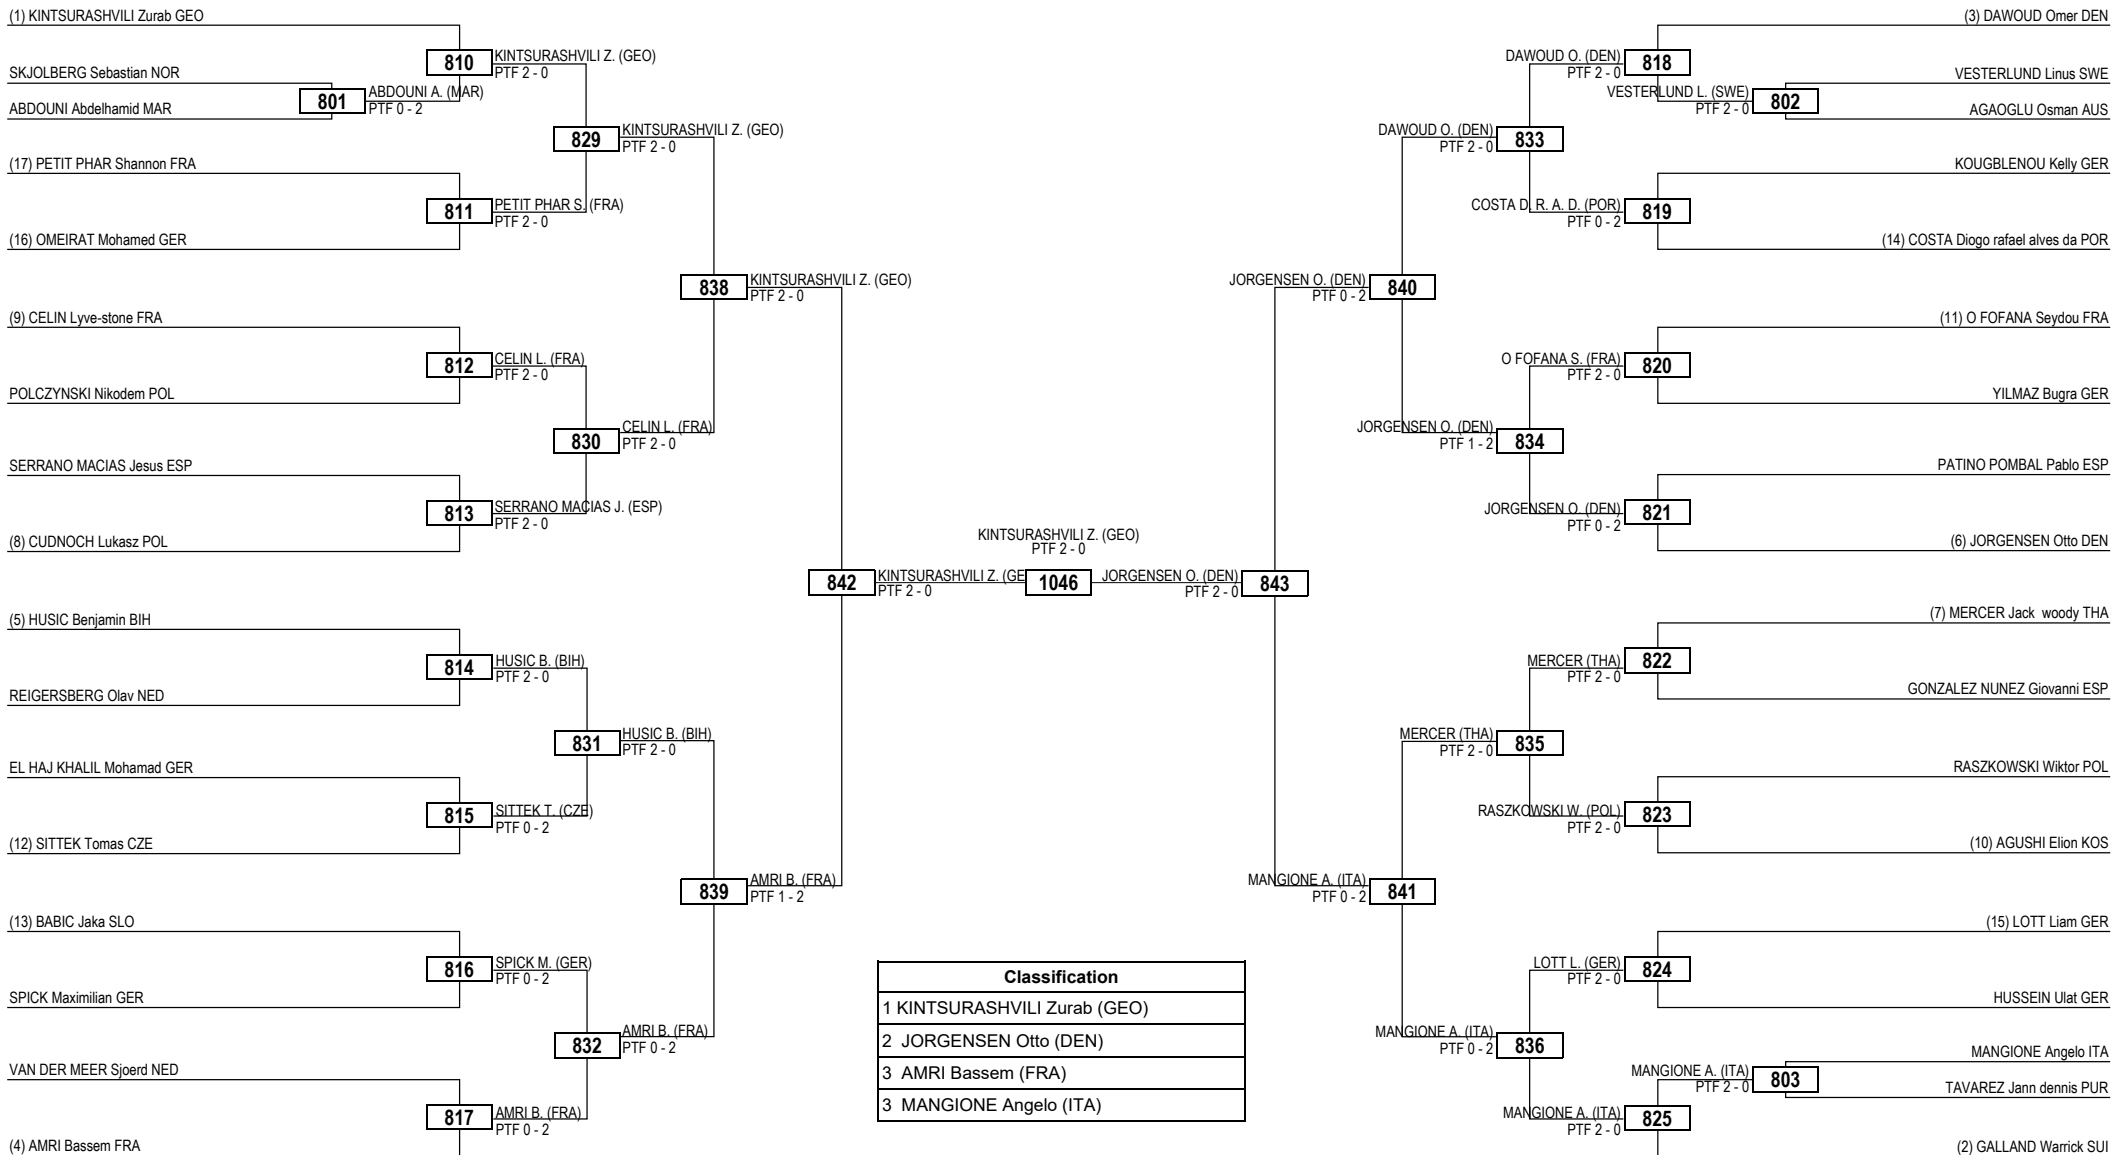 (1) KINTSURASHVILI Zurab GEO
810
KINTSURASHVILI Z. (GEO)
PTF 2 - 0
SKJOLBERG Sebastian NOR
801
ABDOUNI A. (MAR)
PTF 0 - 2
ABDOUNI Abdelhamid MAR
829
KINTSURASHVILI Z. (GEO)
PTF 2 - 0
(17) PETIT PHAR Shannon FRA
811
PETIT PHAR S. (FRA)
PTF 2 - 0
(16) OMEIRAT Mohamed GER
838
KINTSURASHVILI Z. (GEO)
PTF 2 - 0
(9) CELIN Lyve-stone FRA
812
CELIN L. (FRA)
PTF 2 - 0
POLCZYNSKI Nikodem POL
830
CELIN L. (FRA)
PTF 2 - 0
SERRANO MACIAS Jesus ESP
813
SERRANO MACIAS J. (ESP)
PTF 2 - 0
(8) CUDNOCH Lukasz POL
842
KINTSURASHVILI Z. (GE
PTF 2 - 0
(5) HUSIC Benjamin BIH
814
HUSIC B. (BIH)
PTF 2 - 0
REIGERSBERG Olav NED
831
HUSIC B. (BIH)
PTF 2 - 0
EL HAJ KHALIL Mohamad GER
815
SITTEK T. (CZE)
PTF 0 - 2
(12) SITTEK Tomas CZE
839
AMRI B. (FRA)
PTF 1 - 2
(13) BABIC Jaka SLO
816
SPICK M. (GER)
PTF 0 - 2
SPICK Maximilian GER
832
AMRI B. (FRA)
PTF 0 - 2
VAN DER MEER Sjoerd NED
817
AMRI B. (FRA)
PTF 0 - 2
(4) AMRI Bassem FRA
KINTSURASHVILI Z. (GEO)
PTF 2 - 0
1046
Classification
1 KINTSURASHVILI Zurab (GEO)
2 JORGENSEN Otto (DEN)
3 AMRI Bassem (FRA)
3 MANGIONE Angelo (ITA)
(3) DAWOUD Omer DEN
DAWOUD O. (DEN)
PTF 2 - 0
818
VESTERLUND Linus SWE
VESTERLUND L. (SWE)
PTF 2 - 0
802
AGAOGLU Osman AUS
DAWOUD O. (DEN)
PTF 2 - 0
833
KOUGBLENOU Kelly GER
COSTA D. R. A. D. (POR)
PTF 0 - 2
819
(14) COSTA Diogo rafael alves da POR
JORGENSEN O. (DEN)
PTF 0 - 2
840
(11) O FOFANA Seydou FRA
O FOFANA S. (FRA)
PTF 2 - 0
820
YILMAZ Bugra GER
JORGENSEN O. (DEN)
PTF 1 - 2
834
PATINO POMBAL Pablo ESP
JORGENSEN O. (DEN)
PTF 0 - 2
821
(6) JORGENSEN Otto DEN
JORGENSEN O. (DEN)
PTF 2 - 0
843
(7) MERCER Jack woody THA
MERCER (THA)
PTF 2 - 0
822
GONZALEZ NUNEZ Giovanni ESP
MERCER (THA)
PTF 2 - 0
835
RASZKOWSKI Wiktor POL
RASZKOWSKI W. (POL)
PTF 2 - 0
823
(10) AGUSHI Elion KOS
MANGIONE A. (ITA)
PTF 0 - 2
841
(15) LOTT Liam GER
LOTT L. (GER)
PTF 2 - 0
824
HUSSEIN Ulat GER
MANGIONE A. (ITA)
PTF 0 - 2
836
MANGIONE Angelo ITA
MANGIONE A. (ITA)
PTF 2 - 0
803
TAVAREZ Jann dennis PUR
MANGIONE A. (ITA)
PTF 2 - 0
825
(2) GALLAND Warrick SUI